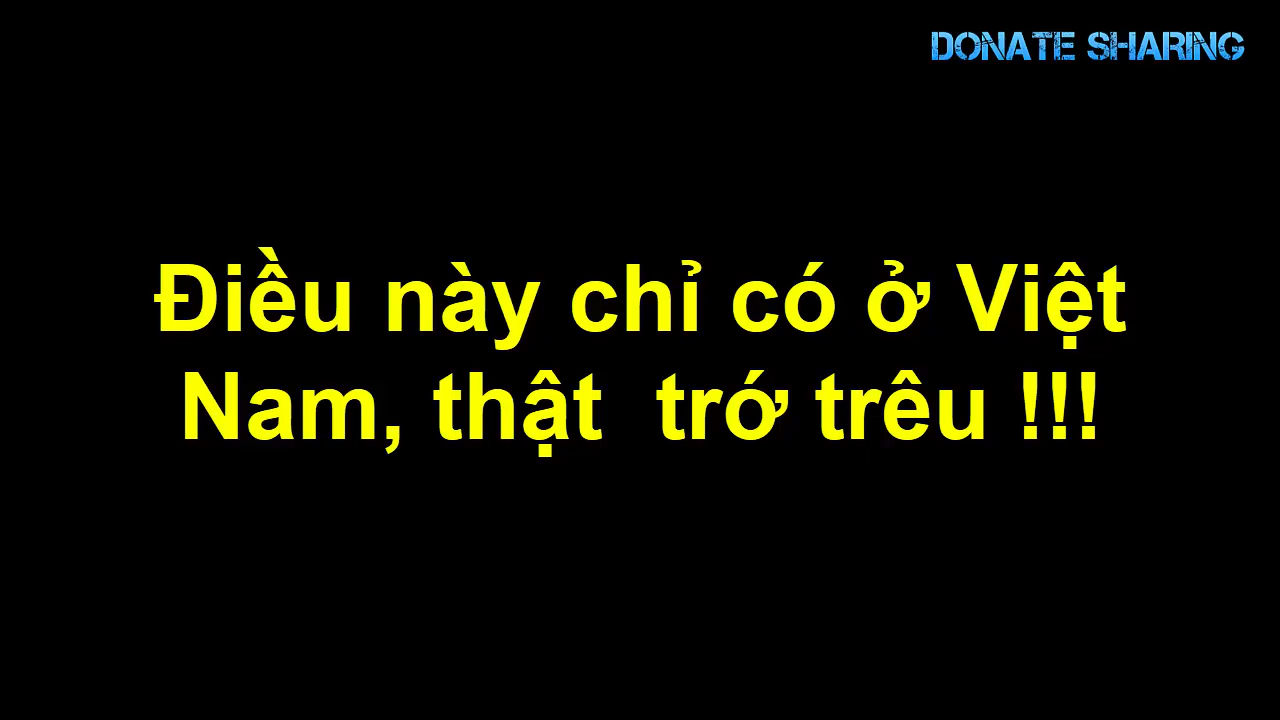 DONATE SHARING
Điều này chỉ có ở Việt
Nam, thật  trớ trêu !!!